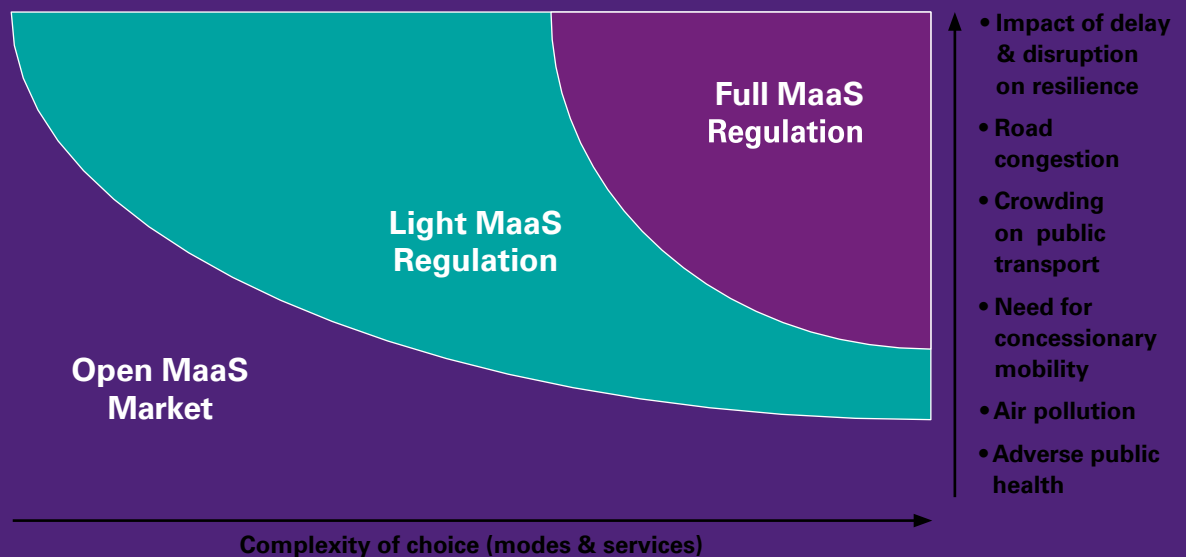 Full MaaS
Regulation
Light MaaS
Regulation
Open MaaS
Market
• Impact of delay
& disruption
on resilience
• Road
congestion
• Crowding
on public
transport
• Need for
concessionary
mobility
• Air pollution
• Adverse public
health
Complexity of choice (modes & services)